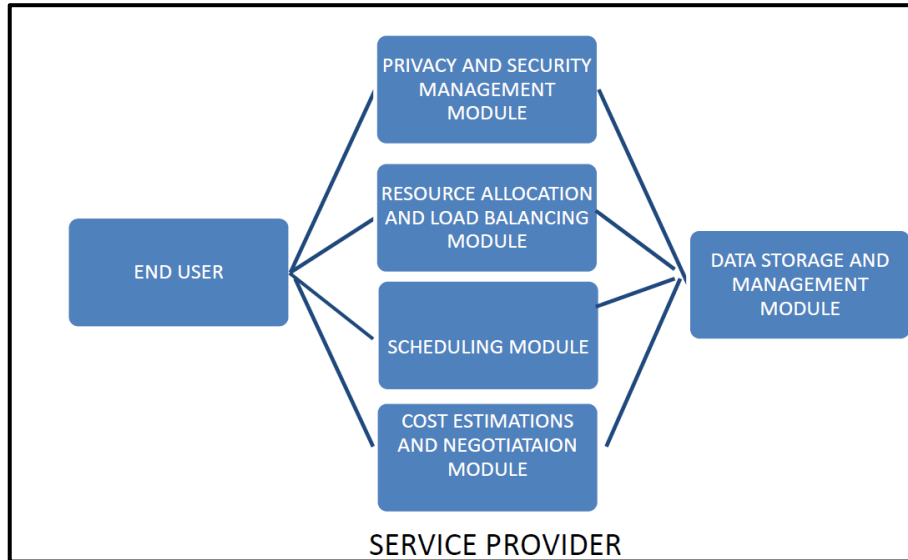 PRIVACY AND SECURITY
MANAGEMENT
MODULE
RESOURCE ALLOCATION
AND LOAD BALANCING
MODULE
END USER
DATA STORAGE AND
MANAGEMENT
MODULE
SCHEDULING MODULE
COST ESTIMATIONS
AND NEGOTIATAION
MODULE
SERVICE PROVIDER